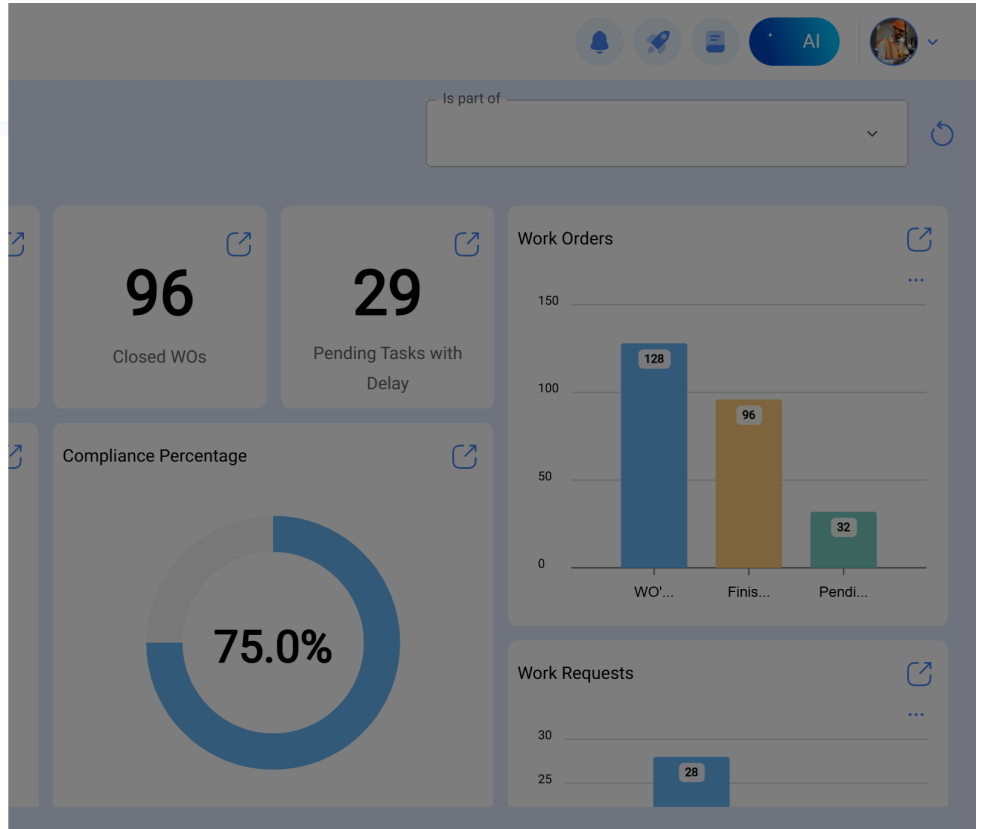 AI
Is part of
96
Closed WOs
29
Pending Tasks with
Delay
Work Orders
...
150
100
50
0
128
96
32
WO'...
Finis...
Pendi...
Compliance Percentage
75.0%
Work Requests
...
30
25
28